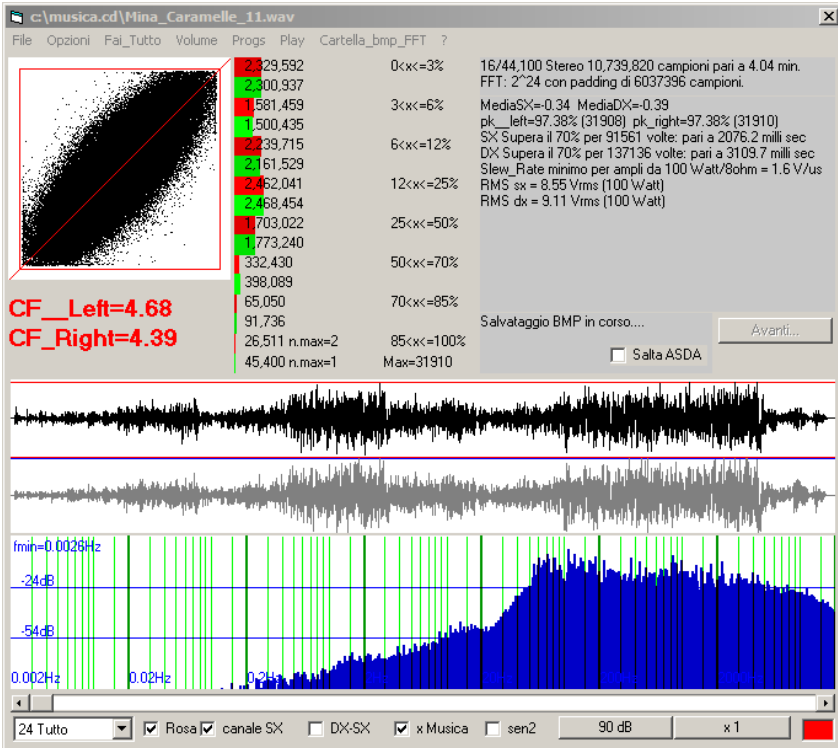 c:\musica.cd\Mina_Caramelle_11.wav
File Opzioni Fai_Tutto Volume Progs Play Cartella_bmp_FFT ?
2,329,592 0<x<=3%
2,300,937
1,581,459 3<x<=6%
1,500,435
2,239,715 6<x<=12%
2,161,529
2,462,041 12<x<=25%
2,468,454
1,703,022 25<x<=50%
1,773,240
332,430 50<x<=70%
398,089
65,050 70<x<=85%
91,736
26,511 n.max=2 85<x<=100%
45,400 n.max=1 Max=31910
16/44,100 Stereo 10,739,820 campioni pari a 4.04 min.
FFT: 2^24 con padding di 6037396 campioni.
MediaSX=-0.34 MediaDX=-0.39
pk__left=97.38% (31908) pk_right=97.38% (31910)
SX Supera il 70% per 91561 volte: pari a 2076.2 milli sec
DX Supera il 70% per 137136 volte: pari a 3109.7 milli sec
Slew_Rate minimo per ampli da 100 Watt/8ohm = 1.6 V/us
RMS sx = 8.55 Vrms (100 Watt)
RMS dx = 9.11 Vrms (100 Watt)
CF__Left=4.68
CF_Right=4.39
Salvataggio BMP in corso....
Avanti...
Salta ASDA
fmin=0.0026Hz
-24dB
-54dB
0.002Hz 0.02Hz 0.2Hz
24 Tutto Rosa canale SX DX-SX x Musica sen2 90 dB x 1